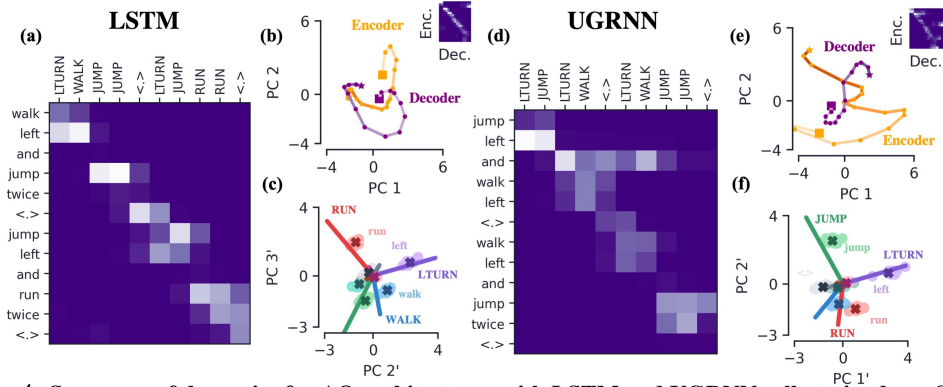 LSTM
UGRNN
(a)
LTURN
WALK
JUMP
JUMP
<.>
LTURN
JUMP
RUN
RUN
<.>
walk
left
and
jump
twice
<.>
jump
left
and
run
twice
<.>
(b)
Encoder
Decoder
Enc.
Dec.
PC 2
6
0
−4
−4
0
6
PC 1
(c)
RUN
run
left
LTURN
walk
WALK
PC 3'
4
0
−3
−3
0
4
PC 2'
(d)
LTURN
JUMP
LTURN
WALK
<.>
LTURN
WALK
JUMP
JUMP
<.>
jump
left
and
walk
left
<.>
walk
left
and
jump
twice
<.>
(e)
Decoder
Encoder
Enc.
Dec.
PC 2
6
0
−4
−4
0
6
PC 1
(f)
JUMP
jump
LTURN
left
<>
RUN
run
PC 2'
4
0
−3
−3
0
4
PC 1'